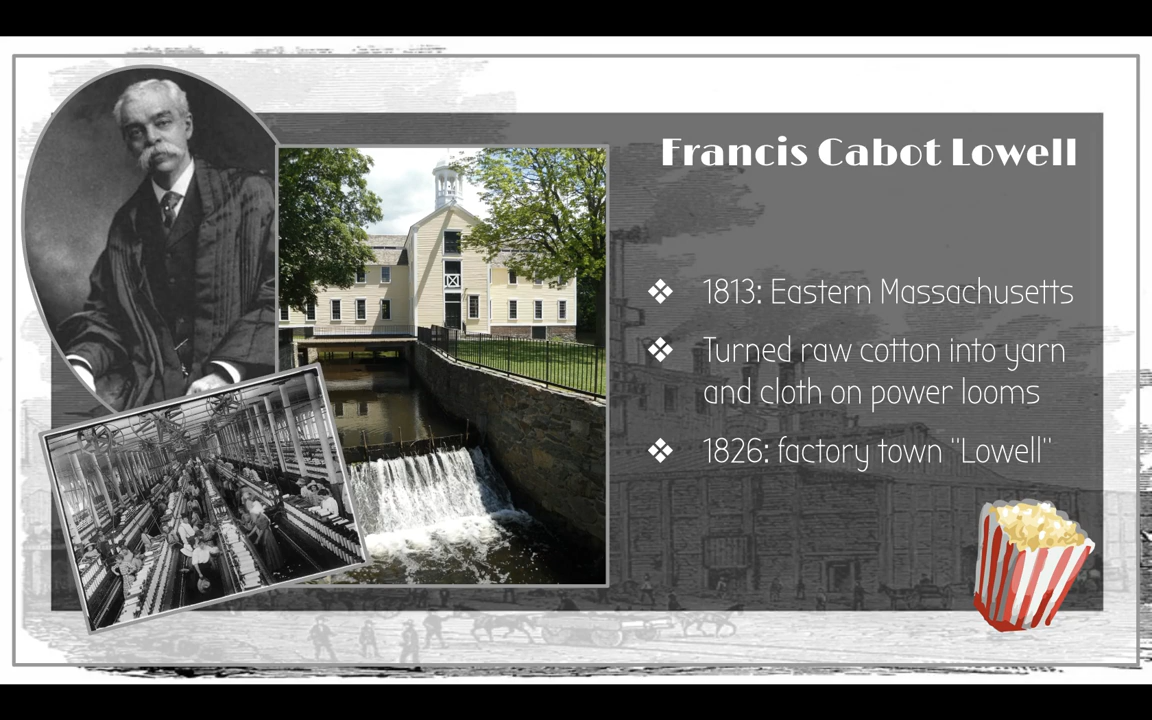 Francis Cabot Lowell
❖ 1813: Eastern Massachusetts
❖ Turned raw cotton into yarn
and cloth on power looms
❖ 1826: factory town "Lowell"